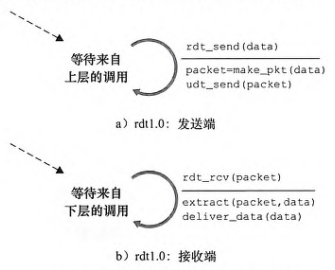 等待来自
上层的调用
rdt_send(data)
packet=make_pkt(data)
udt_send(packet)
a）rdt1.0：发送端
等待来自
下层的调用
rdt_rcv(packet)
extract(packet,data)
deliver_data(data)
b）rdt1.0：接收端